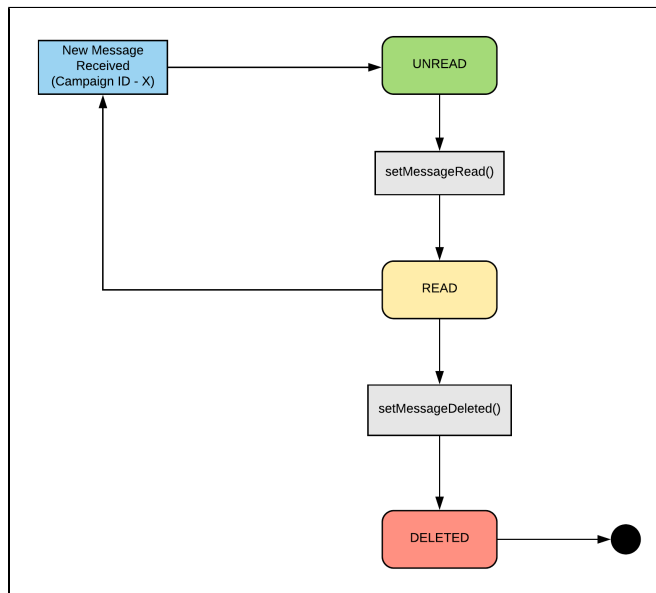 New Message
Received
(Campaign ID - X)
UNREAD
setMessageRead()
READ
setMessageDeleted()
DELETED